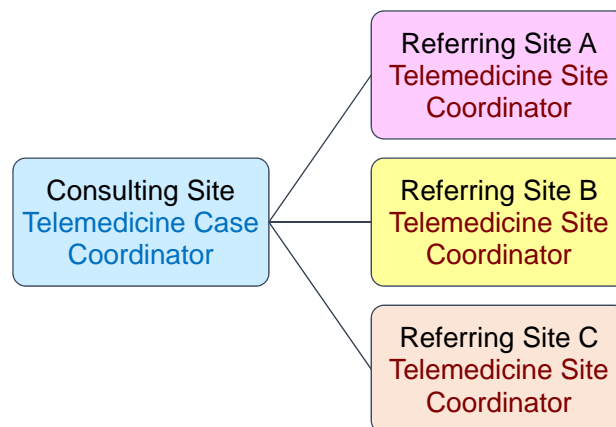 Consulting Site
Telemedicine Case
Coordinator
Referring Site A
Telemedicine Site
Coordinator
Referring Site B
Telemedicine Site
Coordinator
Referring Site C
Telemedicine Site
Coordinator